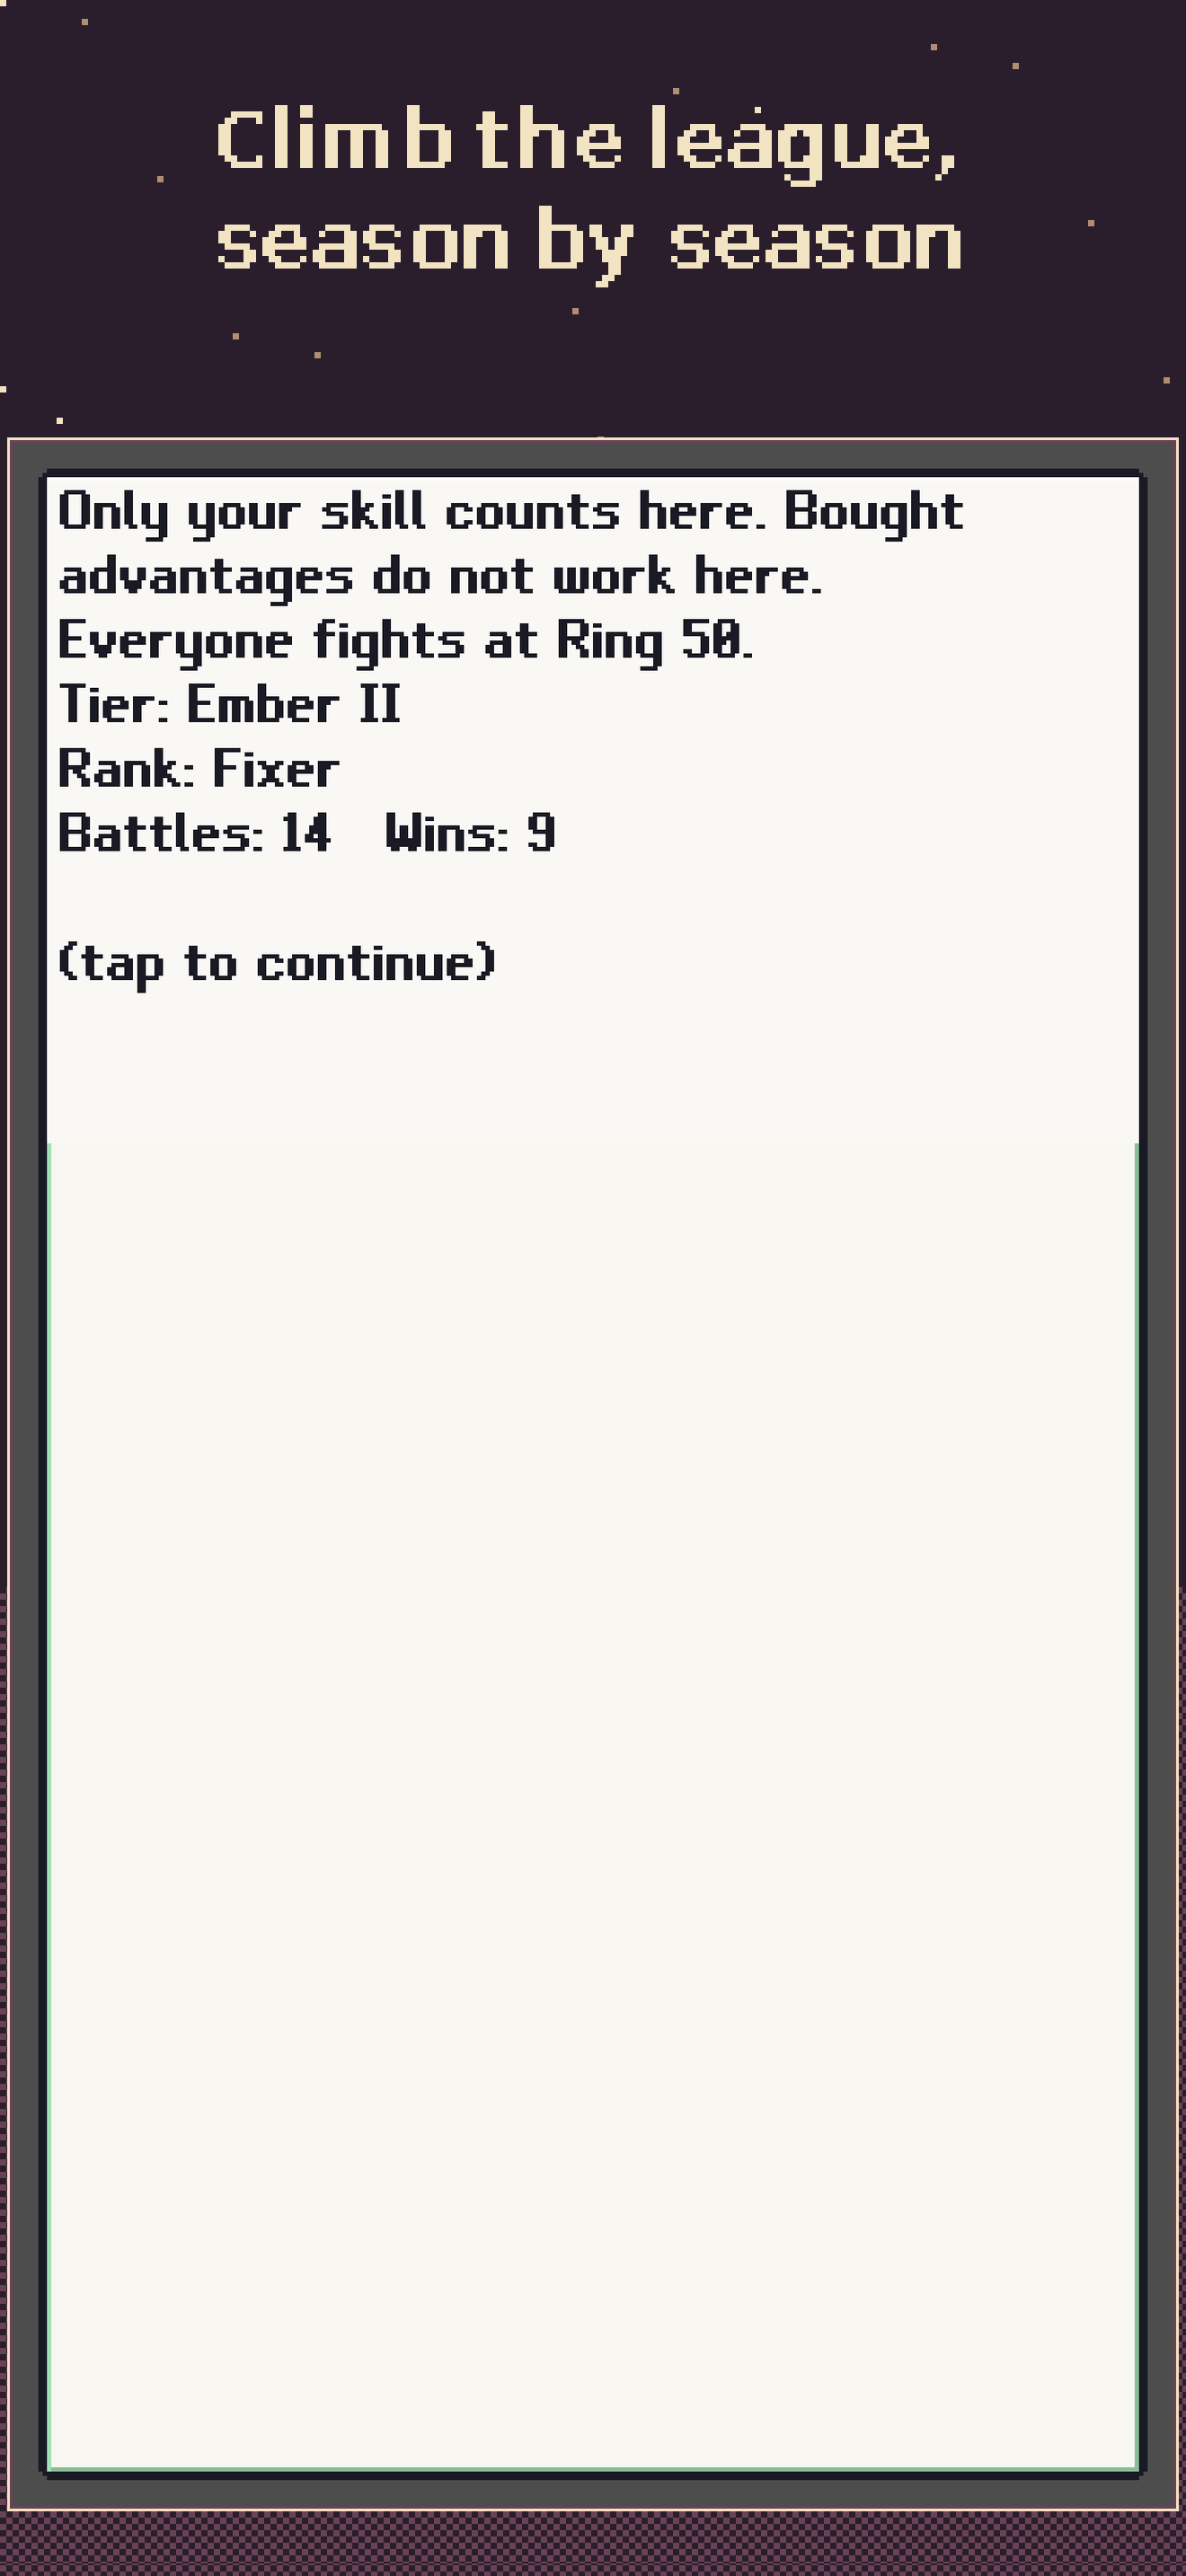 Climb the league,
season by season
Only your skill counts here. Bought
advantages do not work here.
Everyone fights at Ring 50.
Tier: Ember II
Rank: Fixer
Battles: 14 Wins: 9
(tap to continue)